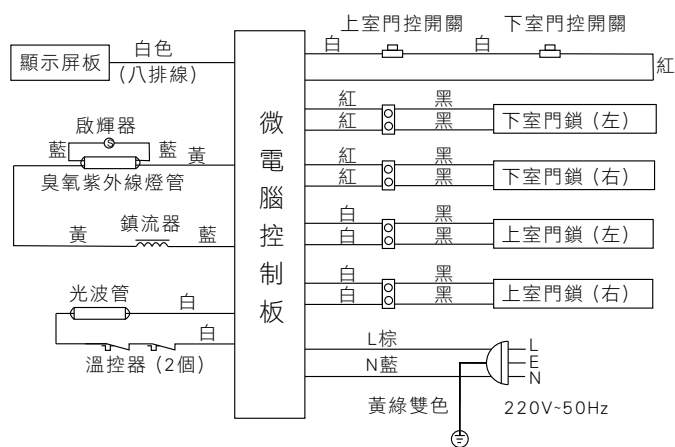 上室門控開關 下室門控開關
白 白
白色
顯示屏板
(八排線)
紅
紅 黑
紅 黑
下室門鎖 (左)
啟輝器
S
藍 藍 黃
臭氧紫外線燈管
紅 黑
紅 黑
下室門鎖 (右)
微電腦控制板
白 黑
白 黑
上室門鎖 (左)
鎮流器
黃 藍
白 黑
白 黑
上室門鎖 (右)
光波管 白
白
溫控器 (2個)
L棕
N藍
L
E
N
黃綠雙色
220V~50Hz